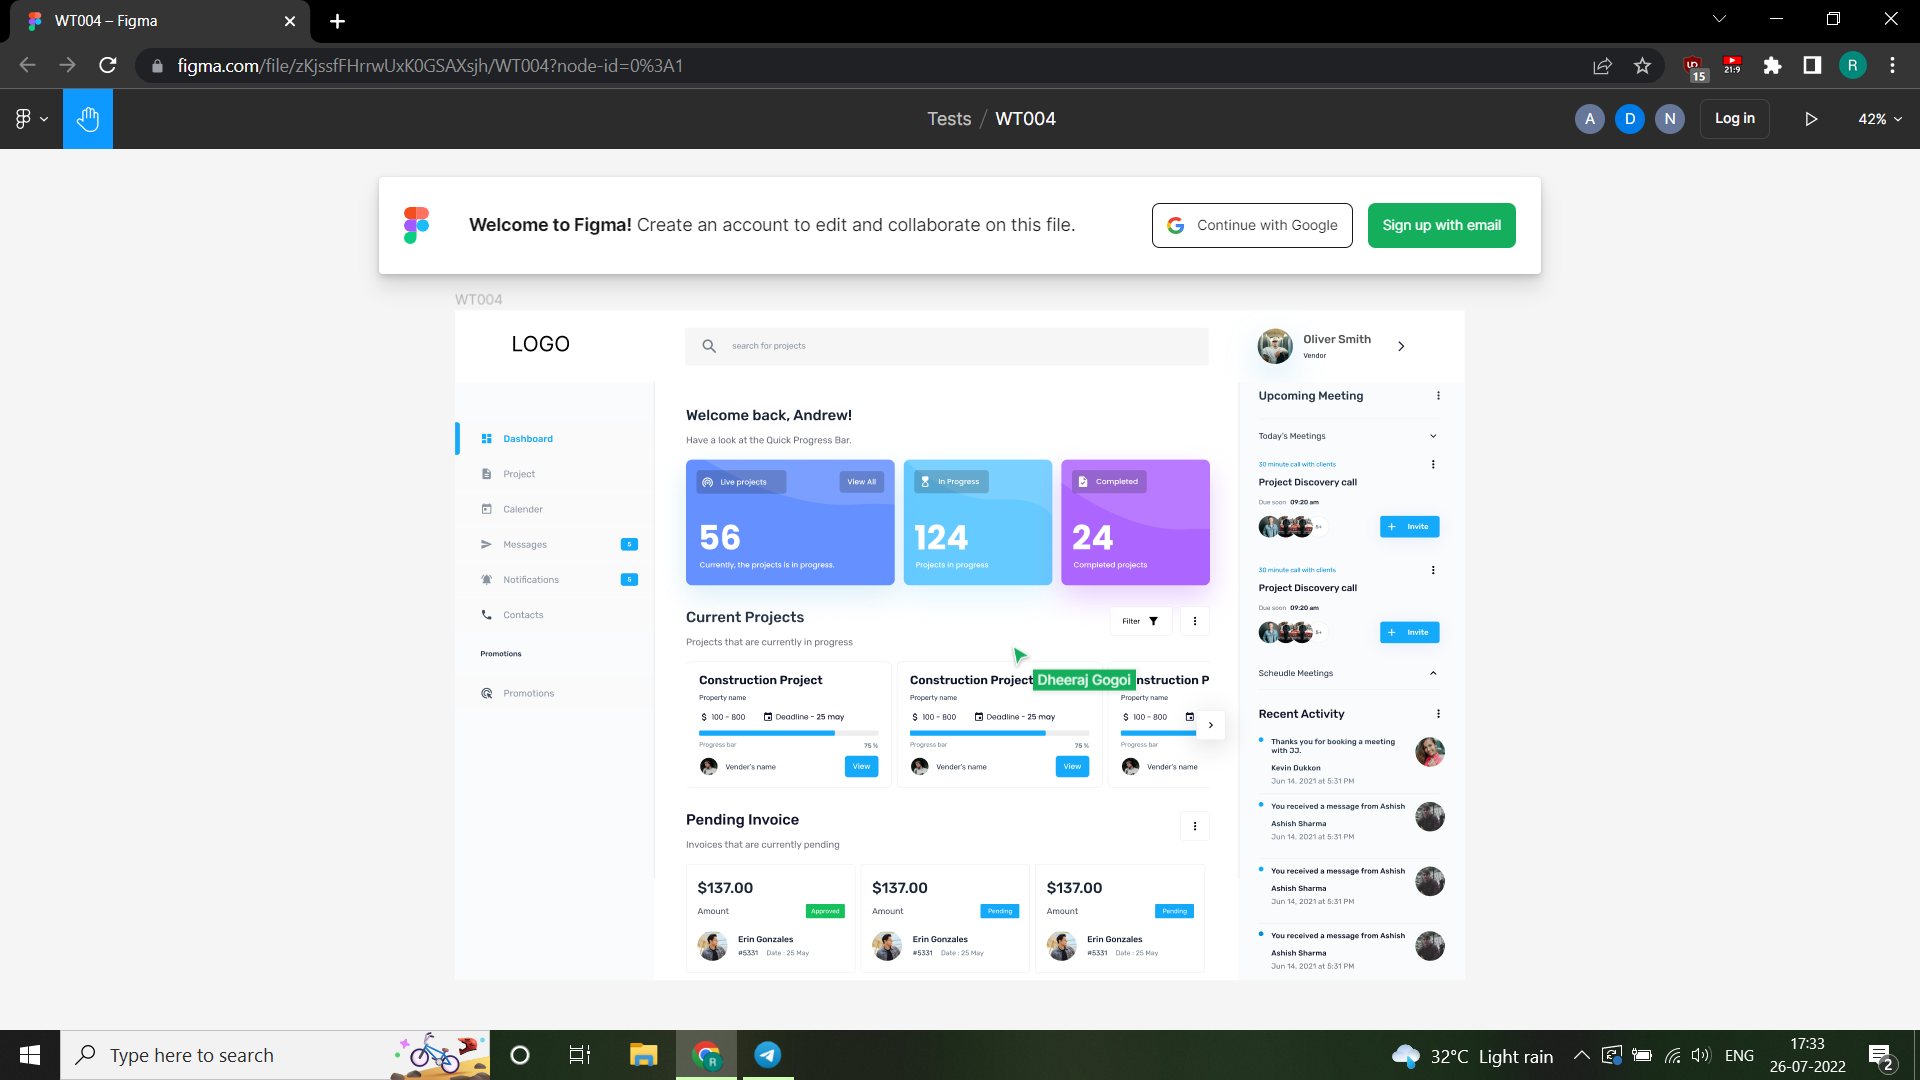 WT004 – Figma
figma.com/file/zKjssfFHrrwUxK0GSAXsjh/WT004?node-id=0%3A1
15
21:9
R
Tests / WT004
A
D
N
Log in
42%
Welcome to Figma! Create an account to edit and collaborate on this file.
Continue with Google
Sign up with email
WT004
LOGO
search for projects
Oliver Smith
Vendor
Dashboard
Project
Calender
Messages
5
Notifications
5
Contacts
Promotions
Promotions
Welcome back, Andrew!
Have a look at the Quick Progress Bar.
Live projects
View All
56
Currently, the projects is in progress.
In Progress
124
Projects in progress
Completed
24
Completed projects
Current Projects
Projects that are currently in progress
Filter
Dheeraj Gogoi
Construction Project
Property name
$ 100 - 800
Deadline - 25 may
Progress bar
75 %
Vender's name
View
Construction Project
Property name
$ 100 - 800
Deadline - 25 may
Progress bar
75 %
Vender's name
View
nstruction P
Property name
$ 100 - 800
Progress bar
Vender's name
Pending Invoice
Invoices that are currently pending
$137.00
Amount
Approved
Erin Gonzales
#5331 Date : 25 May
$137.00
Amount
Pending
Erin Gonzales
#5331 Date : 25 May
$137.00
Amount
Pending
Erin Gonzales
#5331 Date : 25 May
Upcoming Meeting
Today's Meetings
30 minute call with clients
Project Discovery call
Due soon 09:20 am
5+
Invite
30 minute call with clients
Project Discovery call
Due soon 09:20 am
5+
Invite
Scheudle Meetings
Recent Activity
Thanks you for booking a meeting
with JJ.
Kevin Dukkon
Jun 14, 2021 at 5:31 PM
You received a message from Ashish
Ashish Sharma
Jun 14, 2021 at 5:31 PM
You received a message from Ashish
Ashish Sharma
Jun 14, 2021 at 5:31 PM
You received a message from Ashish
Ashish Sharma
Jun 14, 2021 at 5:31 PM
Type here to search
R
32°C Light rain
ENG
17:33
26-07-2022
2